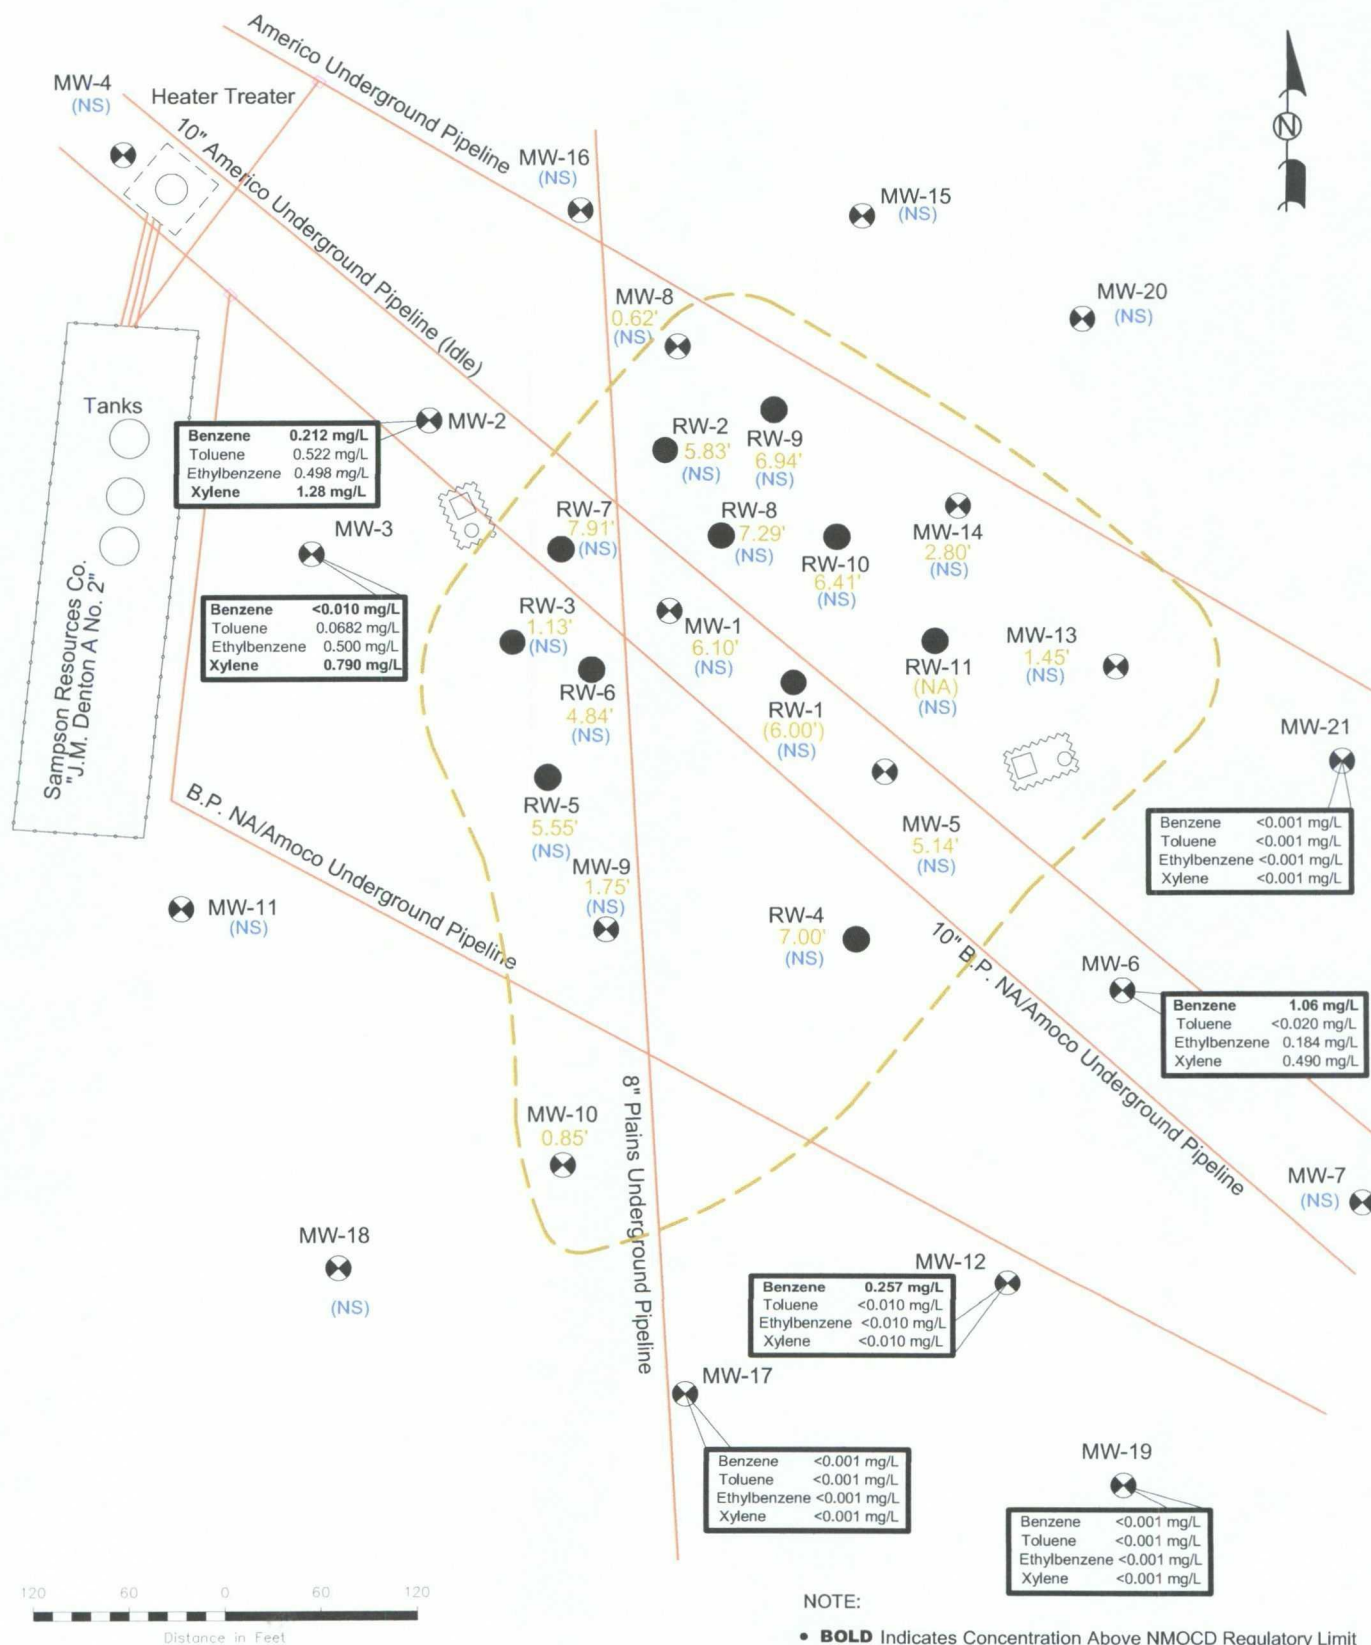 Americo Underground Pipeline
MW-4
(NS)
Heater Treater
10" Americo Underground Pipeline (Idle)
MW-16
(NS)
N
MW-15
(NS)
MW-20
(NS)
MW-8
0.62'
(NS)
Tanks
MW-2
Benzene 0.212 mg/L
Toluene 0.522 mg/L
Ethylbenzene 0.498 mg/L
Xylene 1.28 mg/L
RW-2
5.83'
(NS)
RW-9
6.94'
(NS)
RW-7
7.91'
(NS)
RW-8
7.29'
(NS)
RW-10
6.41'
(NS)
MW-14
2.80'
(NS)
MW-3
Benzene <0.010 mg/L
Toluene 0.0682 mg/L
Ethylbenzene 0.500 mg/L
Xylene 0.790 mg/L
Sampson Resources Co.
"J.M. Denton A No. 2"
RW-3
1.13'
(NS)
MW-1
6.10'
(NS)
RW-6
4.84'
(NS)
RW-11
(NA)
(NS)
MW-13
1.45'
(NS)
RW-1
(6.00')
(NS)
MW-21
Benzene <0.001 mg/L
Toluene <0.001 mg/L
Ethylbenzene <0.001 mg/L
Xylene <0.001 mg/L
RW-5
5.55'
(NS)
MW-5
5.14'
(NS)
B.P. NA/Amoco Underground Pipeline
MW-9
1.75'
(NS)
MW-11
(NS)
RW-4
7.00'
(NS)
10" B.P. NA/Amoco Underground Pipeline
MW-6
Benzene 1.06 mg/L
Toluene <0.020 mg/L
Ethylbenzene 0.184 mg/L
Xylene 0.490 mg/L
MW-10
0.85'
8" Plains Underground Pipeline
MW-7
(NS)
MW-18
(NS)
MW-12
Benzene 0.257 mg/L
Toluene <0.010 mg/L
Ethylbenzene <0.010 mg/L
Xylene <0.010 mg/L
MW-17
Benzene <0.001 mg/L
Toluene <0.001 mg/L
Ethylbenzene <0.001 mg/L
Xylene <0.001 mg/L
MW-19
Benzene <0.001 mg/L
Toluene <0.001 mg/L
Ethylbenzene <0.001 mg/L
Xylene <0.001 mg/L
120 60 0 60 120
Distance in Feet
NOTE:
• BOLD Indicates Concentration Above NMOCD Regulatory Limit